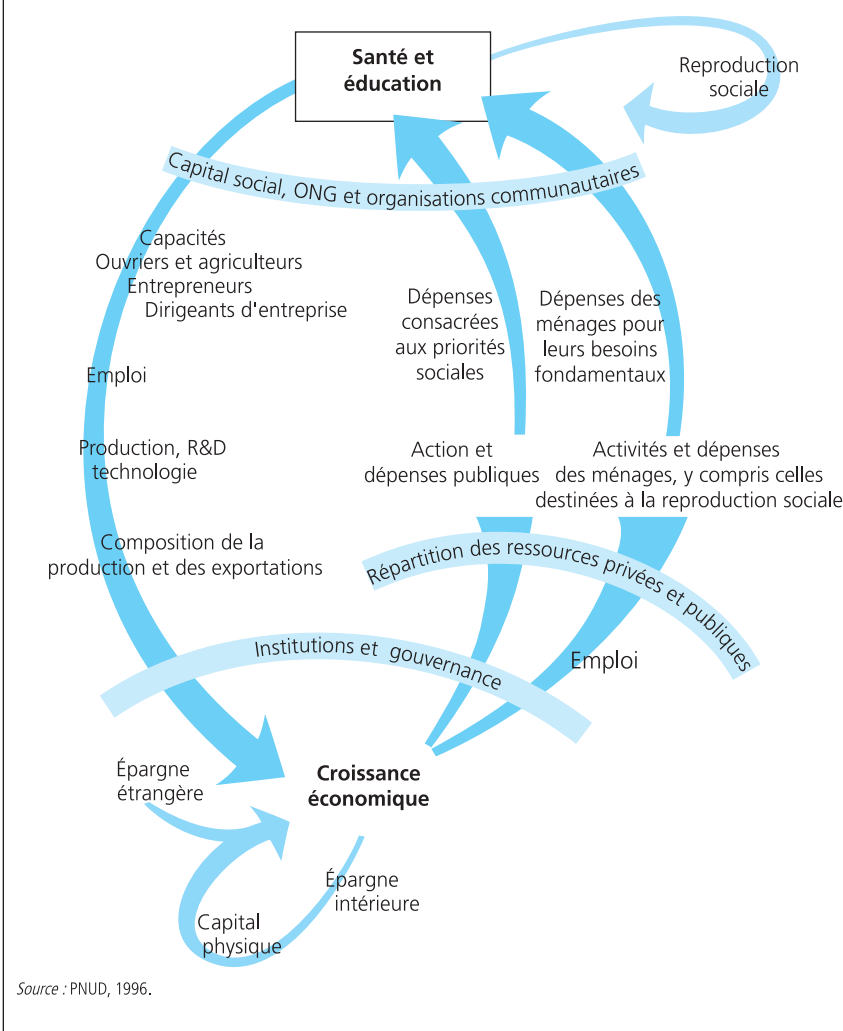 Santé et
éducation
Reproduction
sociale
Capital social, ONG et organisations communautaires
Capacités
Ouvriers et agriculteurs
Entrepreneurs
Dirigeants d'entreprise
Dépenses
consacrées
aux priorités
sociales
Dépenses des
ménages pour
leurs besoins
fondamentaux
Emploi
Production, R&D
technologie
Action et
dépenses publiques
Activités et dépenses
des ménages, y compris celles
destinées à la reproduction sociale
Composition de la
production et des exportations
Répartition des ressources privées et publiques
Institutions et gouvernance
Emploi
Épargne
étrangère
Croissance
économique
Épargne
intérieure
Capital
physique
Source : PNUD, 1996.